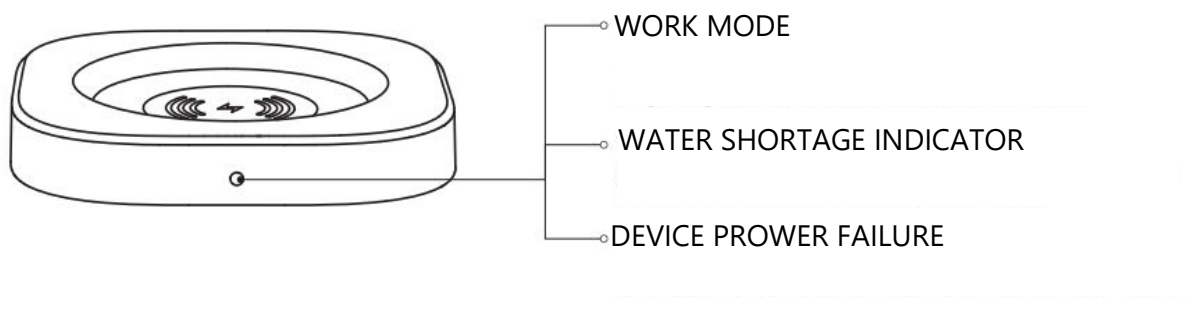 WORK MODE
WATER SHORTAGE INDICATOR
DEVICE PROWER FAILURE